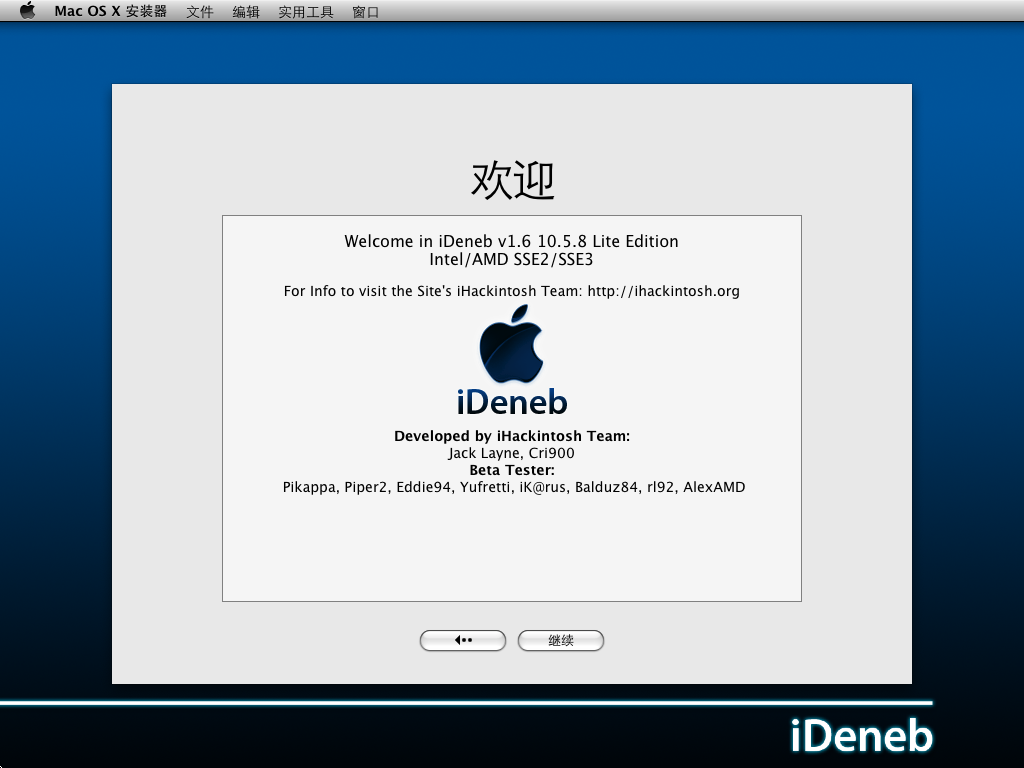 Mac OS X 安装器 文件 编辑 实用工具 窗口
欢迎
Welcome in iDeneb v1.6 10.5.8 Lite Edition
Intel/AMD SSE2/SSE3
For Info to visit the Site's iHackintosh Team: http://ihackintosh.org
iDeneb
Developed by iHackintosh Team:
Jack Layne, Cri900
Beta Tester:
Pikappa, Piper2, Eddie94, Yufretti, iK@rus, Balduz84, rl92, AlexAMD
继续
iDeneb